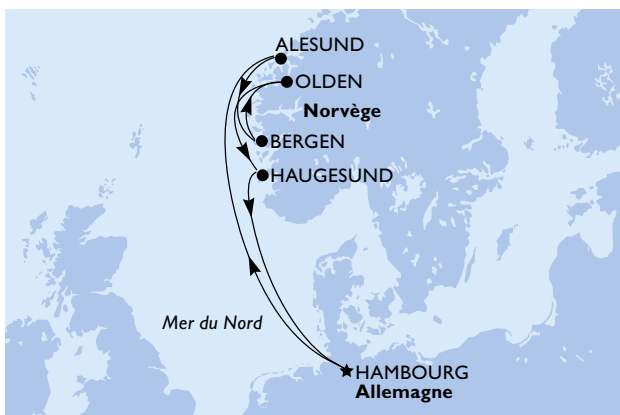 ALESUND
OLDEN
Norvège
BERGEN
HAUGESUND
Mer du Nord
HAMBOURG
Allemagne